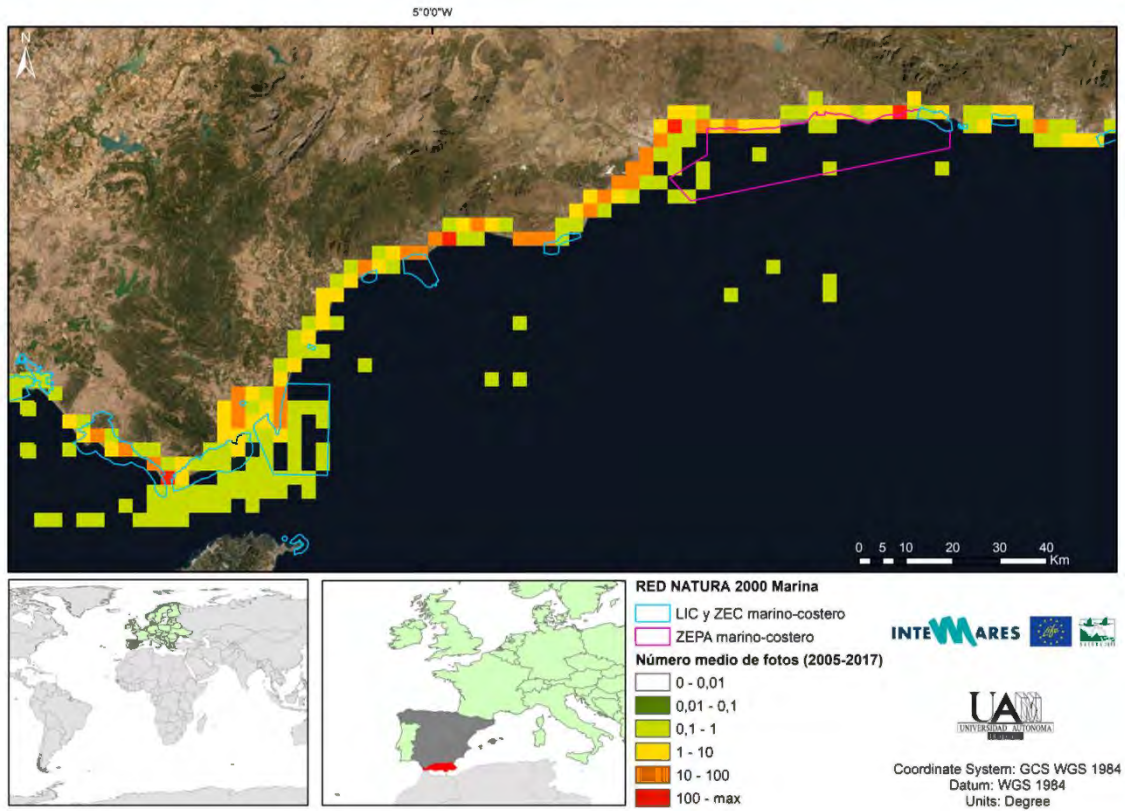 5°0'0"W
N
0 5 10 20 30 40
Km
RED NATURA 2000 Marina
LIC y ZEC marino-costero
ZEPA marino-costero
Número medio de fotos (2005-2017)
0 - 0,01
0,01 - 0,1
0,1 - 1
1 - 10
10 - 100
100 - max
INTEMARES
UAM
UNIVERSIDAD AUTONOMA
Coordinate System: GCS WGS 1984
Datum: WGS 1984
Units: Degree